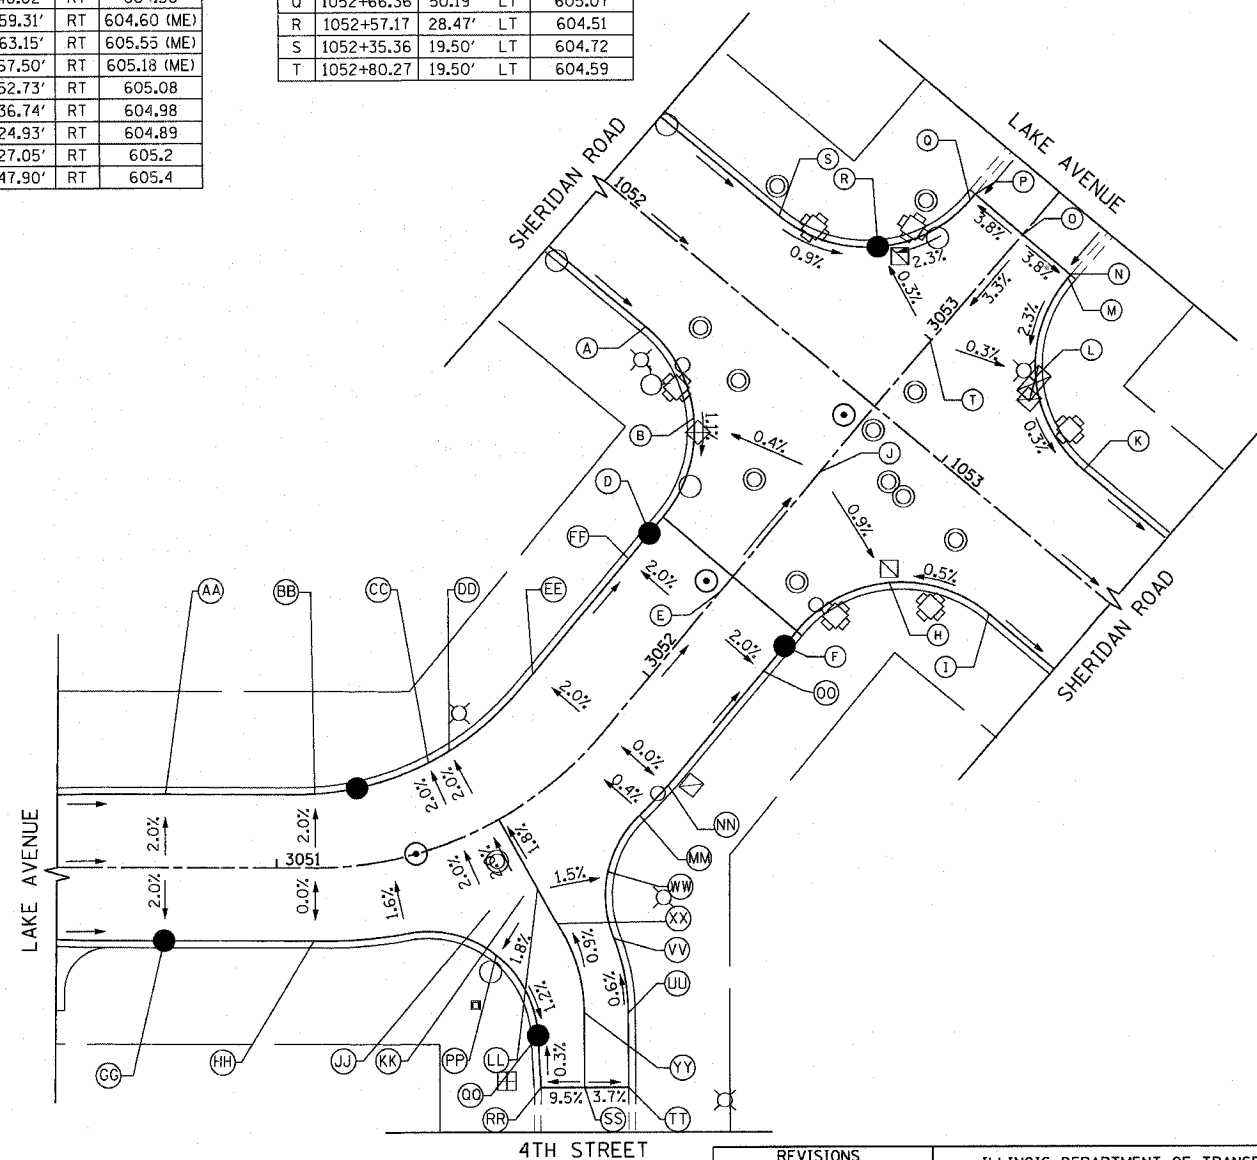 RT
59.31' RT 604.60 (ME)
63.15' RT 605.55 (ME)
57.50' RT 605.18 (ME)
52.73' RT 605.08
36.74' RT 604.98
24.93' RT 604.89
27.05' RT 605.2
47.90' RT 605.4
Q 1052+66.36 50.19' LT 605.07
R 1052+57.17 28.47' LT 604.51
S 1052+35.36 19.50' LT 604.72
T 1052+80.27 19.50' LT 604.59
SHERIDAN ROAD
LAKE AVENUE
1052
S
R
Q
P
O
N
M
L
K
T
J
0.9%
2.3%
0.3%
3.8%
3.8%
3.3%
3053
2.3%
0.3%
0.3%
A
B
1.1%
0.4%
D
1053
0.9%
0.5%
H
I
SHERIDAN ROAD
FF
2.0%
E
3052
2.0%
F
OO
AA
BB
CC
DD
EE
2.0%
0.0%
0.4%
NN
MM
LAKE AVENUE
2.0%
2.0%
2.0%
2.0%
3051
2.0%
0.0%
1.6%
2.0%
1.8%
1.5%
WW
XX
VV
UU
0.9%
0.6%
1.8%
1.2%
0.3%
GG
HH
JJ
KK
PP
LL
YY
QQ
RR
9.5%
SS
3.7%
TT
4TH STREET
REVISIONS
ILLINOIS DEPARTMENT OF